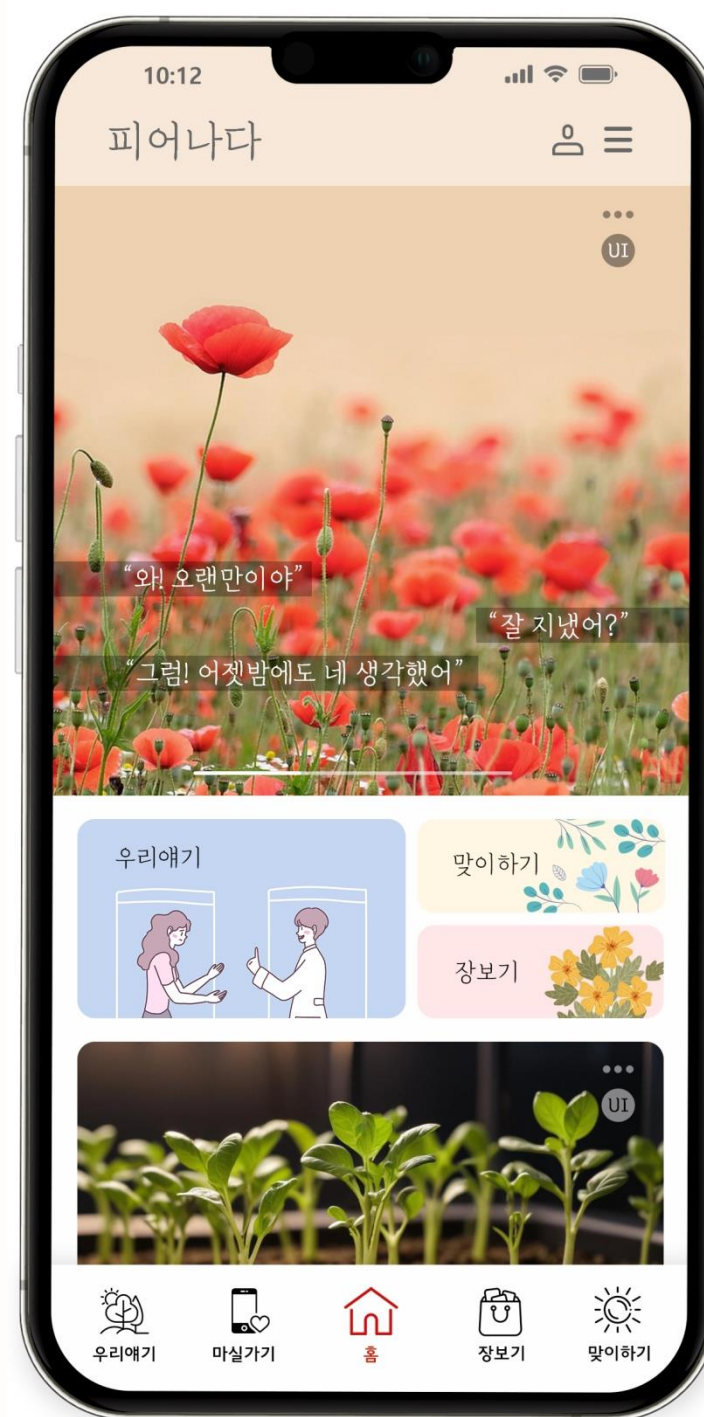 10:12
피어나다
UI
“와! 오랜만이야”
“잘 지냈어?”
“그럼! 어젯밤에도 네 생각했어”
우리얘기
맞이하기
장보기
UI
우리얘기
마실가기
홈
장보기
맞이하기